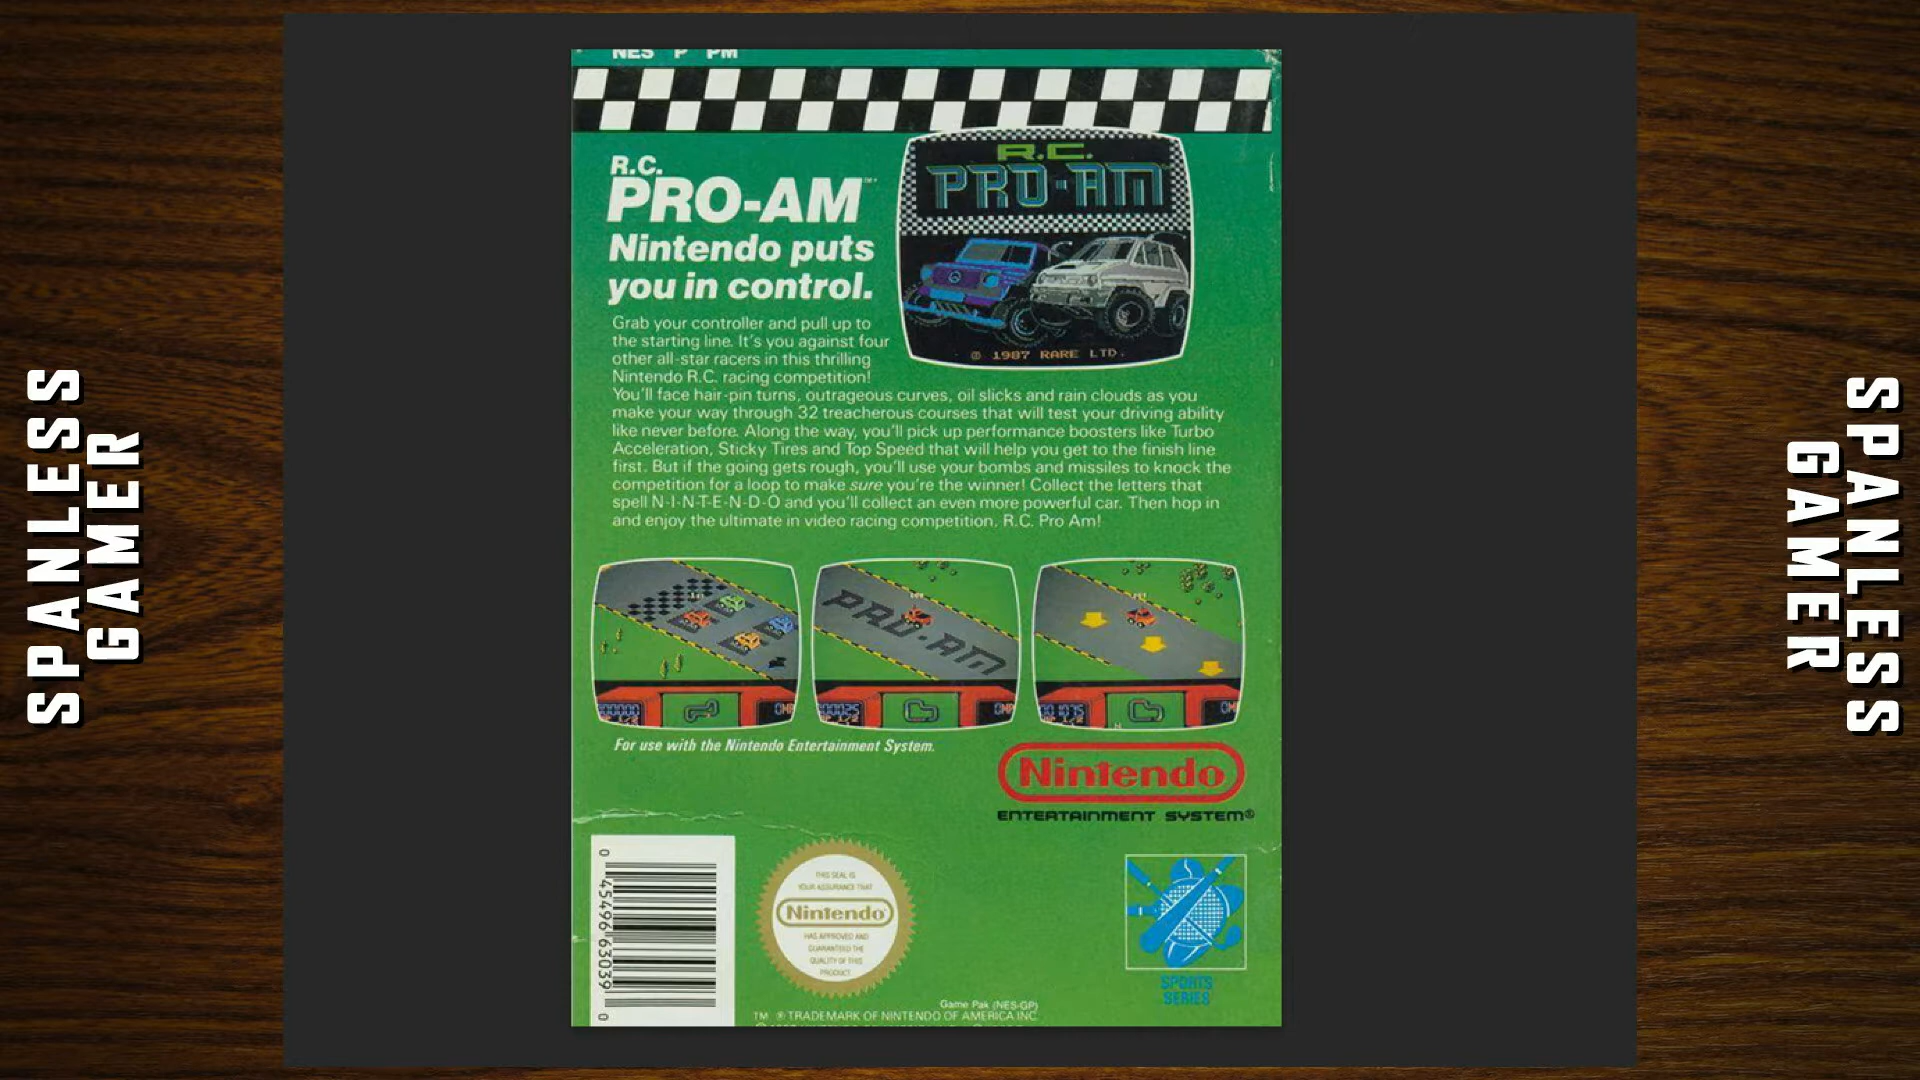 SPANLESS
GAMER
NES P PM
R.C.
PRO-AM™
Nintendo puts
you in control.
Grab your controller and pull up to
the starting line. It's you against four
other all-star racers in this thrilling
Nintendo R.C. racing competition!
You'll face hair-pin turns, outrageous curves, oil slicks and rain clouds as you
make your way through 32 treacherous courses that will test your driving ability
like never before. Along the way, you'll pick up performance boosters like Turbo
Acceleration, Sticky Tires and Top Speed that will help you get to the finish line
first. But if the going gets rough, you'll use your bombs and missiles to knock the
competition for a loop to make sure you're the winner! Collect the letters that
spell N-I-N-T-E-N-D-O and you'll collect an even more powerful car. Then hop in
and enjoy the ultimate in video racing competition. R.C. Pro Am!
R.C.
PRO-AM
© 1987 RARE LTD.
PRO-AM
For use with the Nintendo Entertainment System.
Nintendo
ENTERTAINMENT SYSTEM®
0 45496 63039 0
THIS SEAL IS
YOUR ASSURANCE THAT
Nintendo
HAS APPROVED AND
GUARANTEED THE
QUALITY OF THIS
PRODUCT
SPORTS
SERIES
Game Pak (NES-GP)
TM ® TRADEMARK OF NINTENDO OF AMERICA INC.
SPANLESS
GAMER